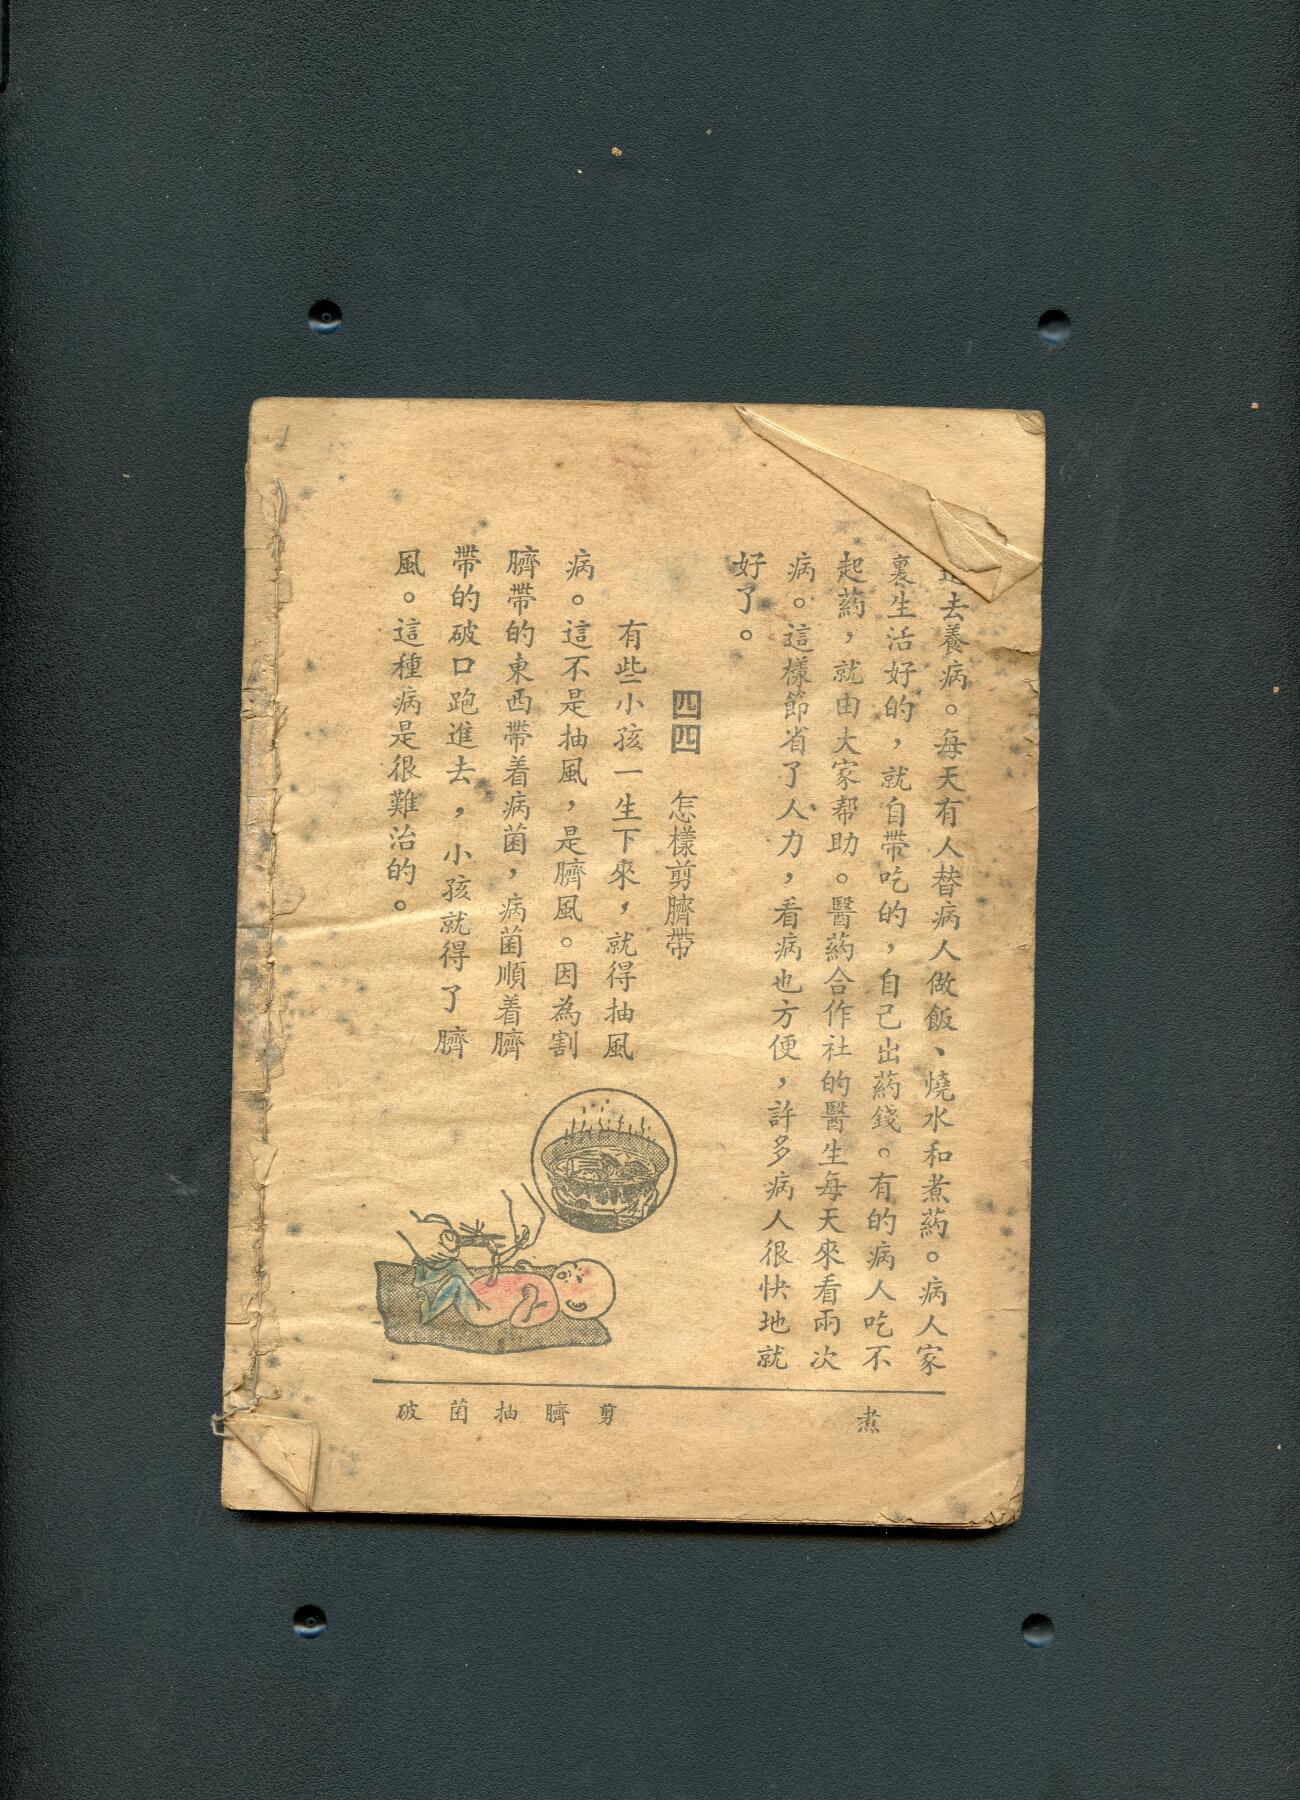 去養病。每天有人替病人做飯、燒水和煮葯。病人家
裏生活好的，就自帶吃的，自己出葯錢。有的病人吃不
起葯，就由大家帮助。醫葯合作社的醫生每天來看兩次
病。這樣節省了人力，看病也方便，許多病人很快地就
好了。
四四 怎樣剪臍帶
有些小孩一生下來，就得抽風
病。這不是抽風，是臍風。因為割
臍帶的東西帶着病菌，病菌順着臍
帶的破口跑進去，小孩就得了臍
風。這種病是很難治的。
煮
剪臍抽菌破